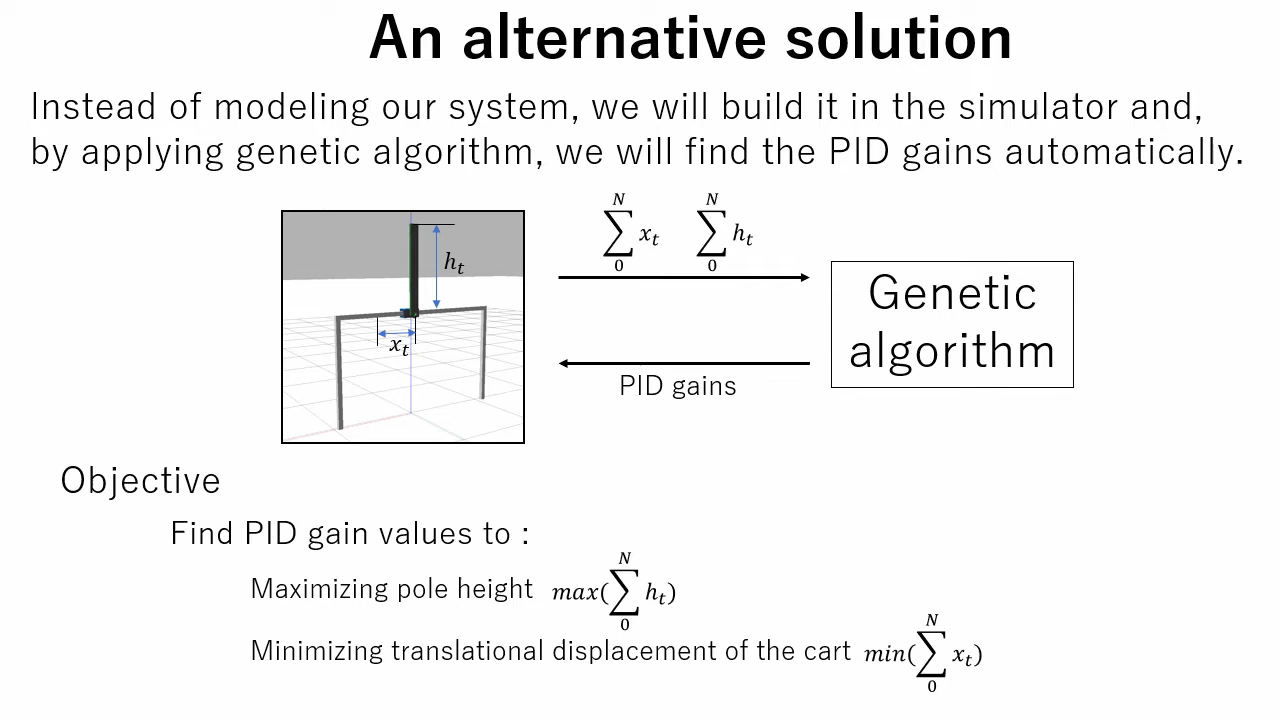 An alternative solution
Instead of modeling our system, we will build it in the simulator and,
by applying genetic algorithm, we will find the PID gains automatically.
N N
∑ xₜ ∑ hₜ
0 0
hₜ
xₜ
PID gains
Genetic
algorithm
Objective
Find PID gain values to :
N
Maximizing pole height max(∑ hₜ)
0
N
Minimizing translational displacement of the cart min(∑ xₜ)
0